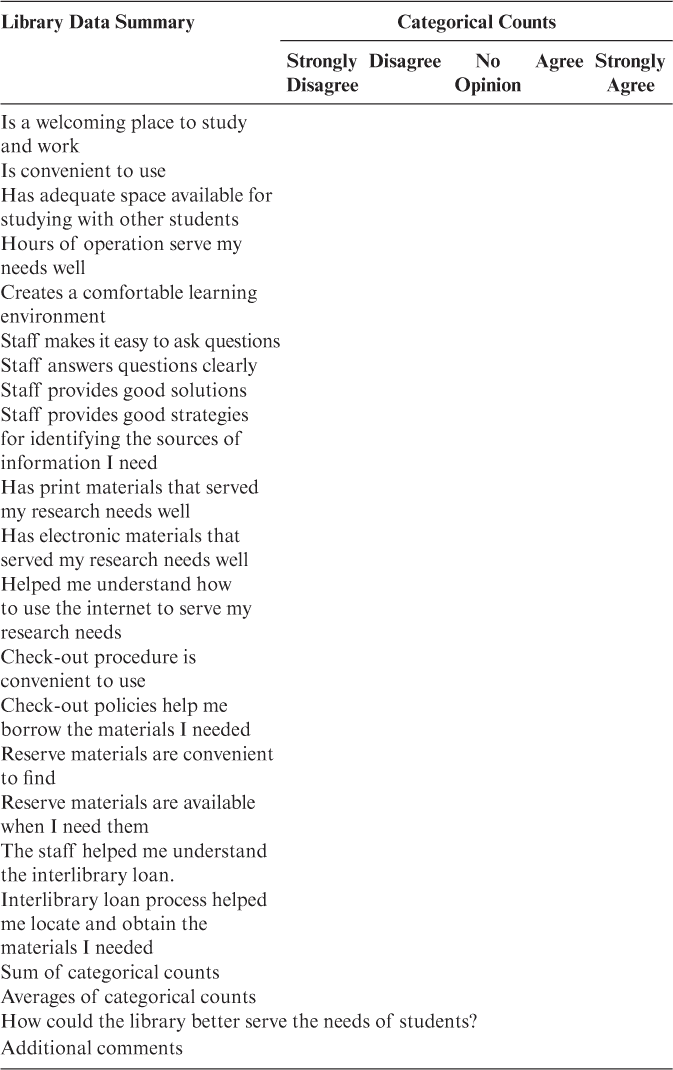 Library Data Summary
Categorical Counts
Strongly Disagree No Agree Strongly
Disagree Opinion Agree
Is a welcoming place to study
and work
Is convenient to use
Has adequate space available for
studying with other students
Hours of operation serve my
needs well
Creates a comfortable learning
environment
Staff makes it easy to ask questions
Staff answers questions clearly
Staff provides good solutions
Staff provides good strategies
for identifying the sources of
information I need
Has print materials that served
my research needs well
Has electronic materials that
served my research needs well
Helped me understand how
to use the internet to serve my
research needs
Check-out procedure is
convenient to use
Check-out policies help me
borrow the materials I needed
Reserve materials are convenient
to find
Reserve materials are available
when I need them
The staff helped me understand
the interlibrary loan.
Interlibrary loan process helped
me locate and obtain the
materials I needed
Sum of categorical counts
Averages of categorical counts
How could the library better serve the needs of students?
Additional comments